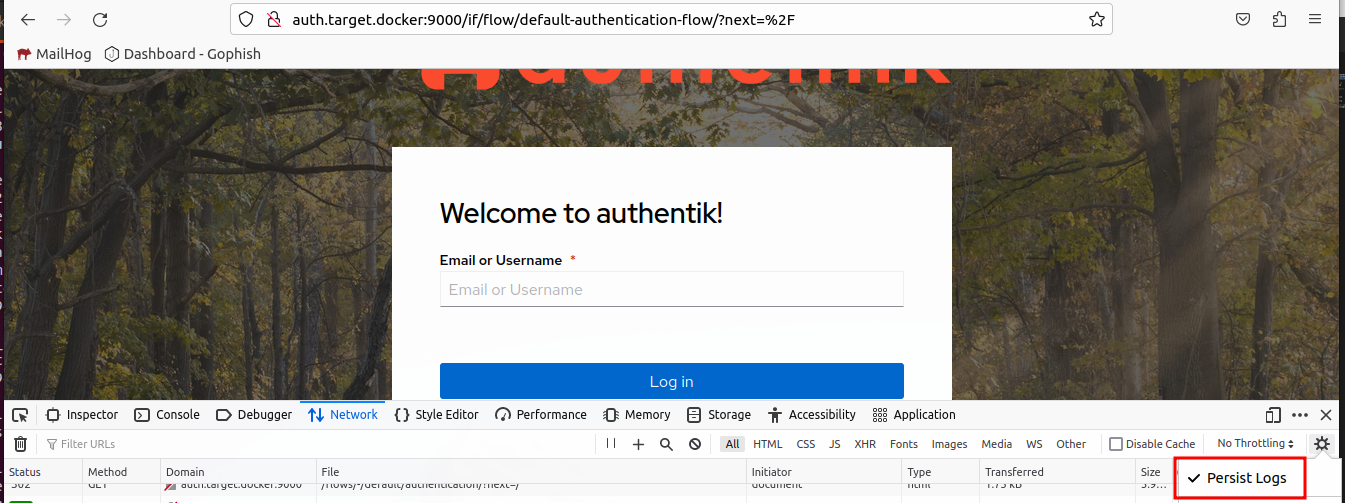 auth.target.docker:9000/if/flow/default-authentication-flow/?next=%2F
MailHog Dashboard - Gophish
Welcome to authentik!
Email or Username *
Email or Username
Log in
Inspector Console Debugger Network Style Editor Performance Memory Storage Accessibility Application
Filter URLs All HTML CSS JS XHR Fonts Images Media WS Other Disable Cache No Throttling
Status Method Domain File Initiator Type Transferred Size
302 GET auth.target.docker:9000 /flows/-/default/authentication/?next=/ document html 1.75 kB
Persist Logs